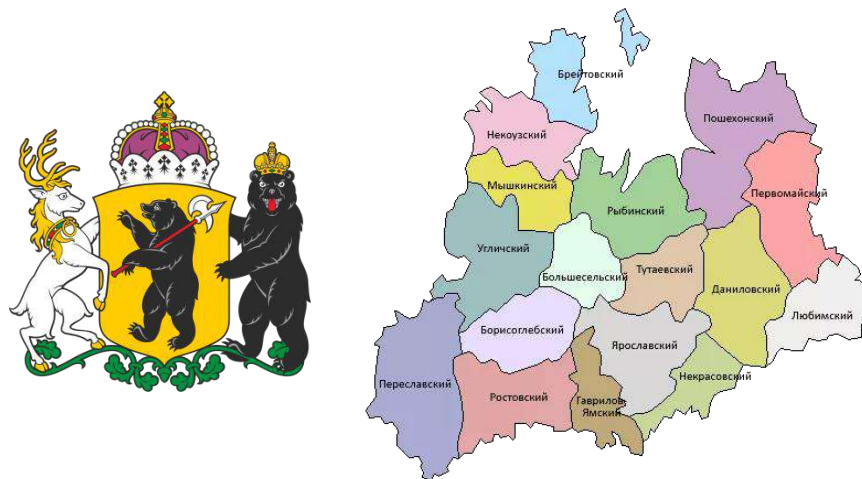 Брейтовский
Пошехонский
Некоузский
Мышкинский
Первомайский
Рыбинский
Угличский
Большесельский
Тутаевский
Даниловский
Любимский
Борисоглебский
Ярославский
Переславский
Ростовский
Некрасовский
Гаврилов-
Ямский